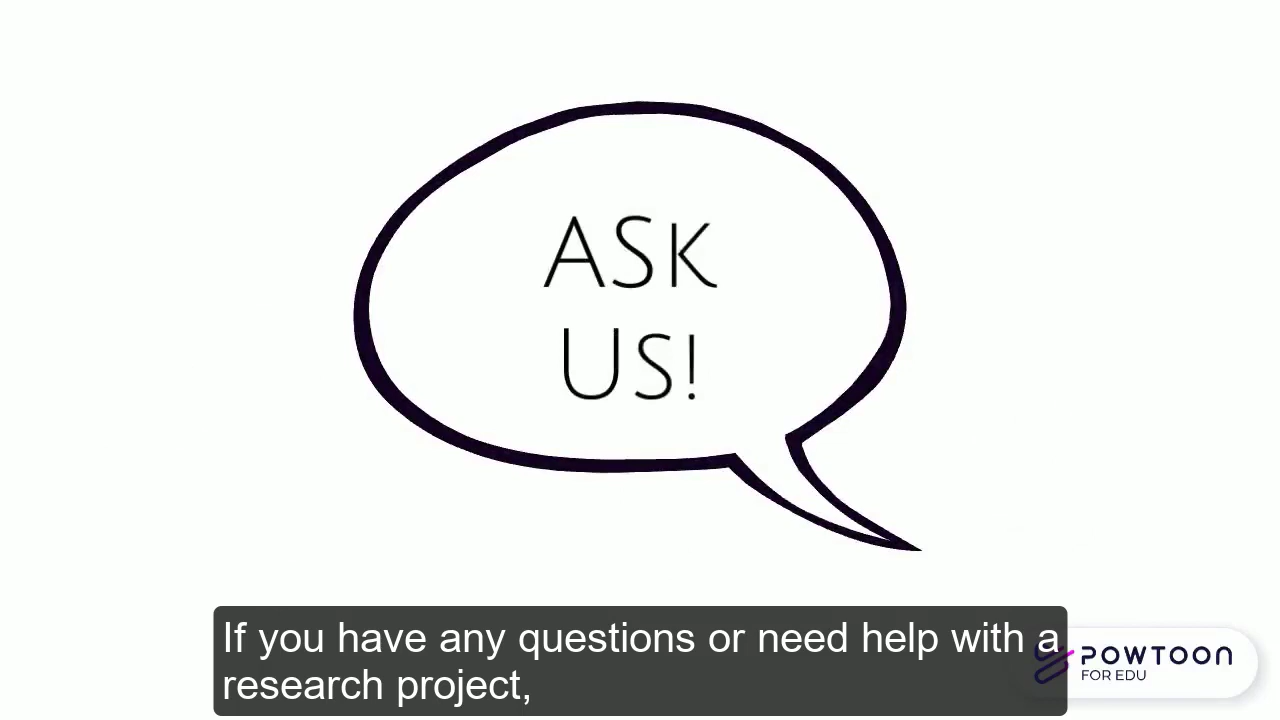 ASK
US!
If you have any questions or need help with a
research project,
POWTOON
FOR EDU